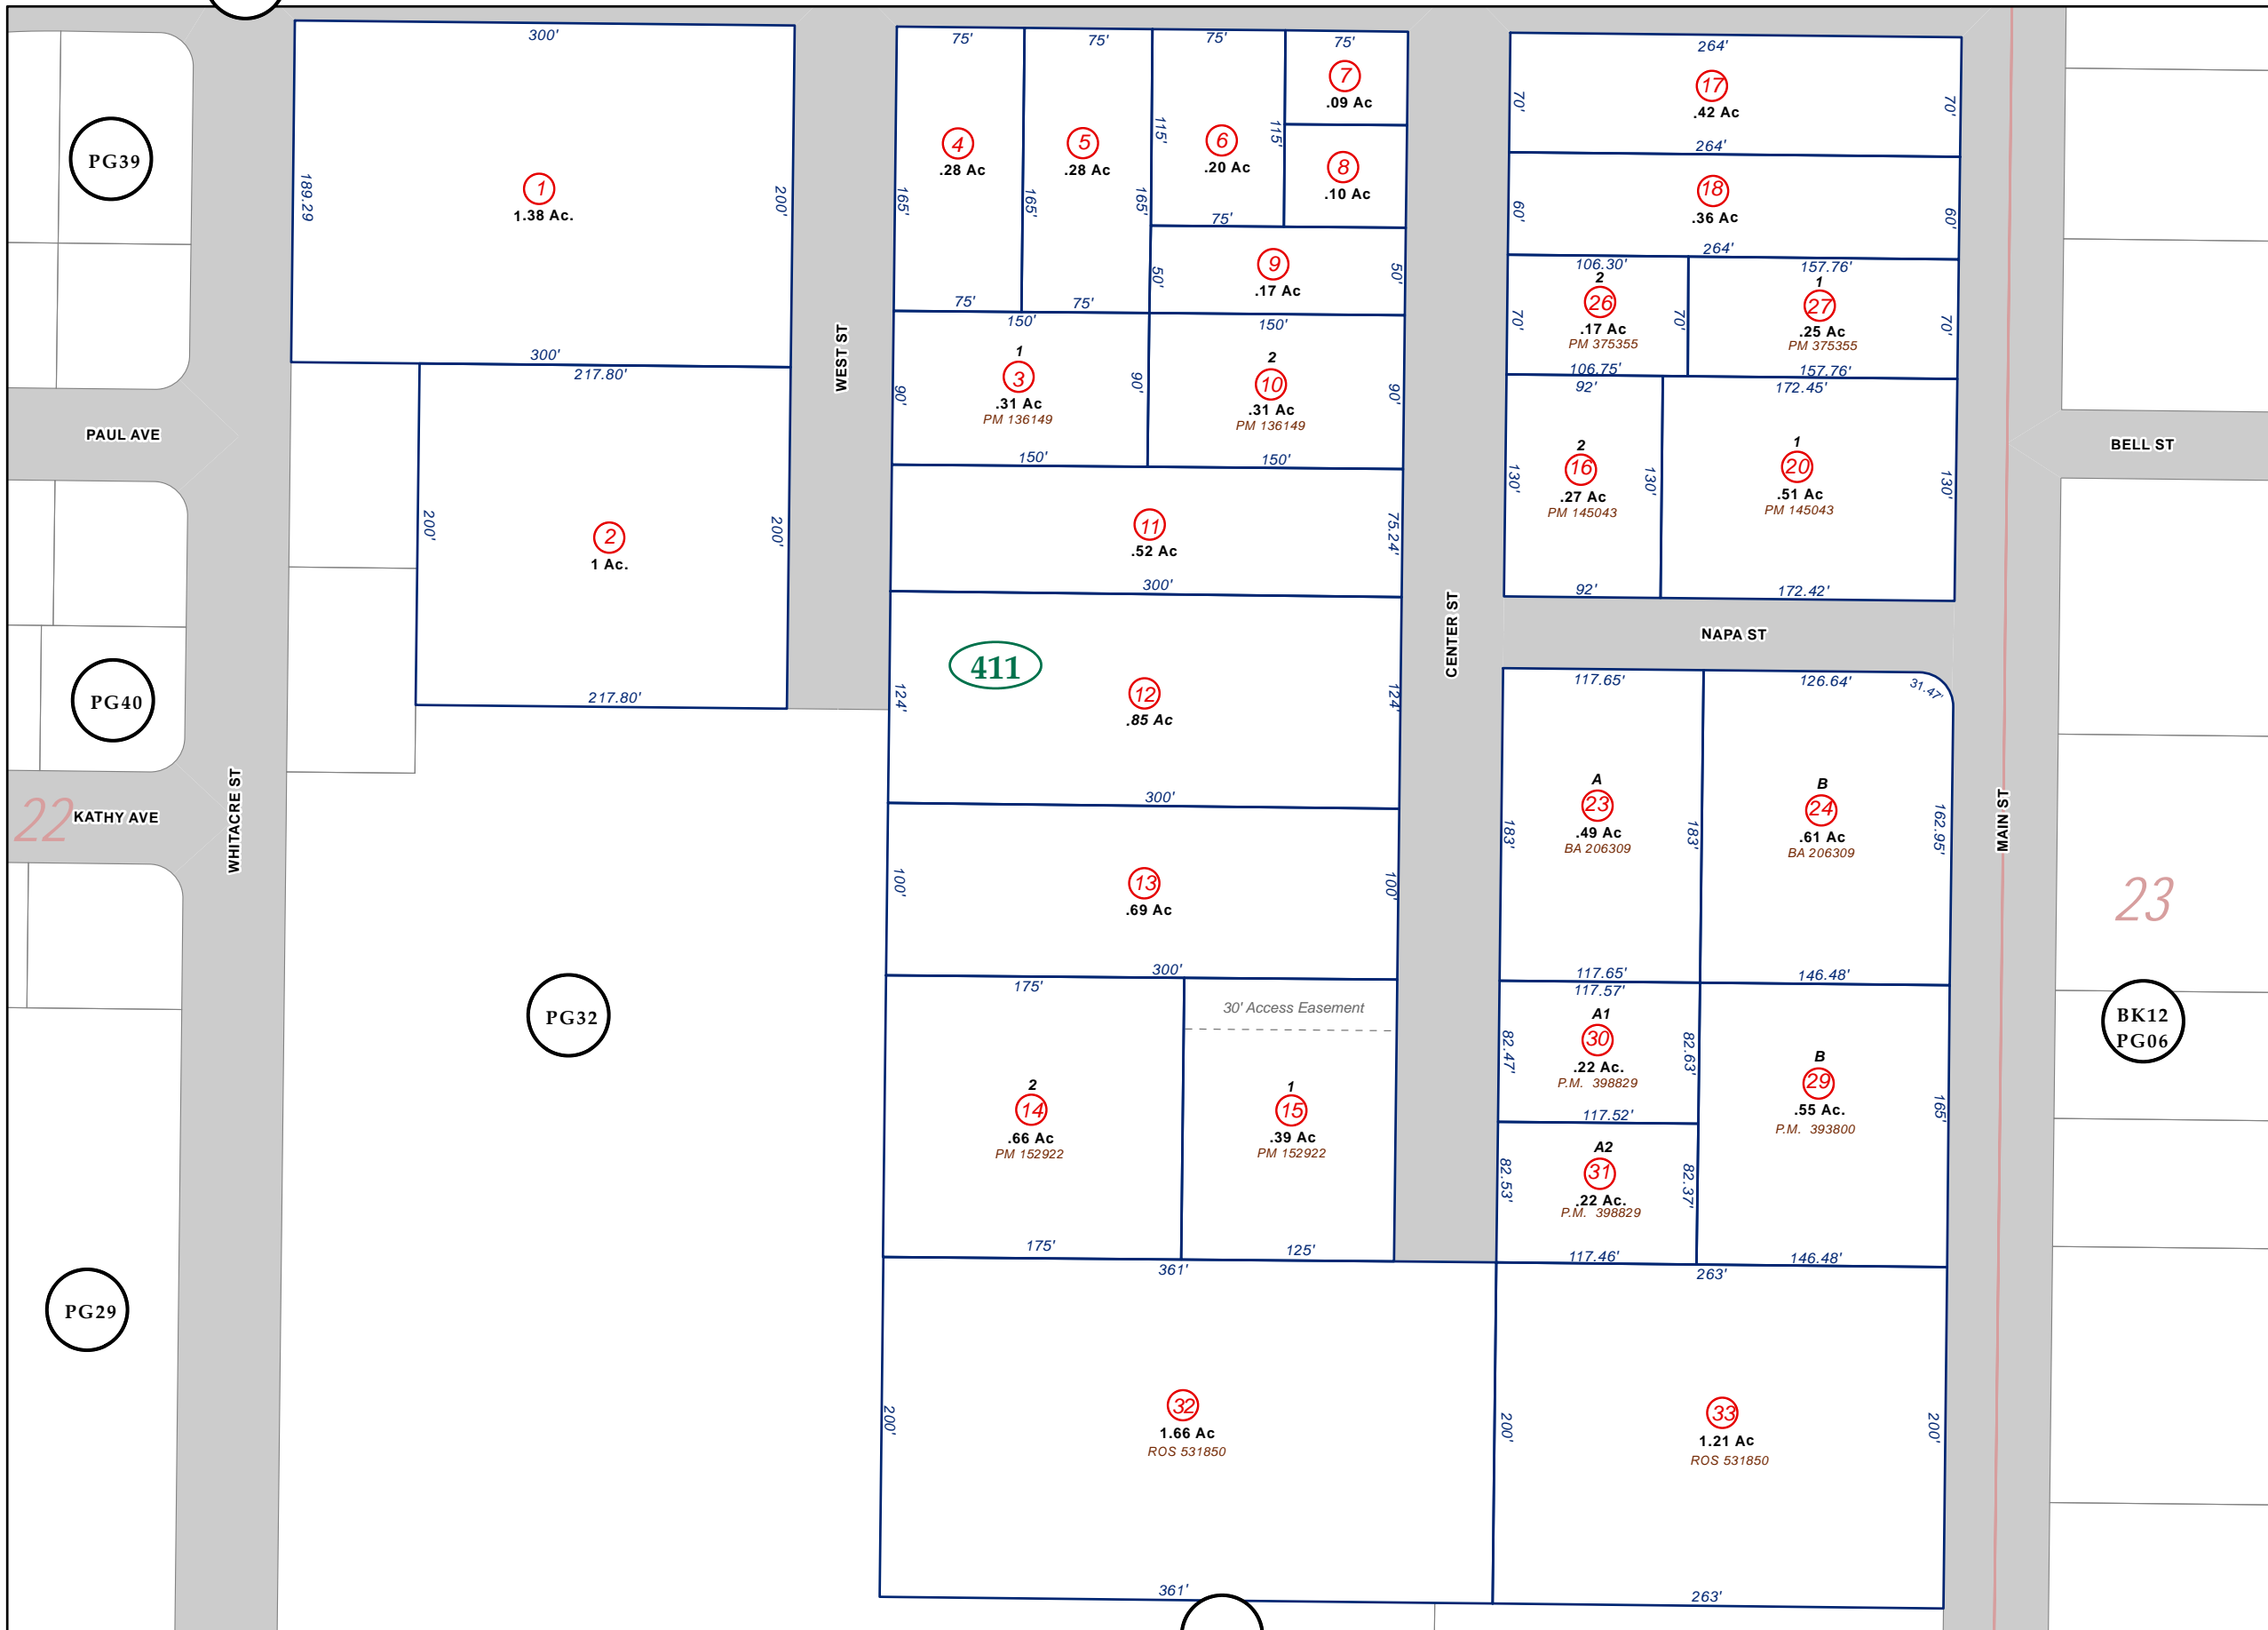 300'
1
1.38 Ac.
189.29
200'
300'
217.80'
2
1 Ac.
200'
200'
217.80'
PG39
PAUL AVE
PG40
22
KATHY AVE
WHITACRE ST
PG29
PG32
WEST ST
75'
4
.28 Ac
165'
75'
75'
5
.28 Ac
165'
165'
75'
75'
6
.20 Ac
115'
115'
75'
75'
7
.09 Ac
8
.10 Ac
9
.17 Ac
50'
50'
150'
1
3
.31 Ac
PM 136149
90'
90'
150'
150'
2
10
.31 Ac
PM 136149
90'
150'
11
.52 Ac
75.24'
300'
411
12
.85 Ac
124'
124'
300'
13
.69 Ac
100'
100'
300'
175'
2
14
.66 Ac
PM 152922
175'
30' Access Easement
1
15
.39 Ac
PM 152922
125'
361'
32
1.66 Ac
ROS 531850
200'
361'
CENTER ST
264'
17
.42 Ac
70'
70'
264'
18
.36 Ac
60'
60'
264'
106.30'
2
26
.17 Ac
PM 375355
70'
70'
106.75'
157.76'
1
27
.25 Ac
PM 375355
70'
157.76'
92'
2
16
.27 Ac
PM 145043
130'
130'
92'
172.45'
1
20
.51 Ac
PM 145043
130'
172.42'
NAPA ST
117.65'
A
23
.49 Ac
BA 206309
183'
183'
117.65'
126.64'
31.47'
B
24
.61 Ac
BA 206309
162.95'
146.48'
117.57'
A1
30
.22 Ac.
P.M. 398829
82.47'
82.63'
117.52'
A2
31
.22 Ac.
P.M. 398829
82.53'
82.37'
117.46'
B
29
.55 Ac.
P.M. 393800
165'
146.48'
263'
33
1.21 Ac
ROS 531850
200'
200'
263'
MAIN ST
BELL ST
23
BK12
PG06